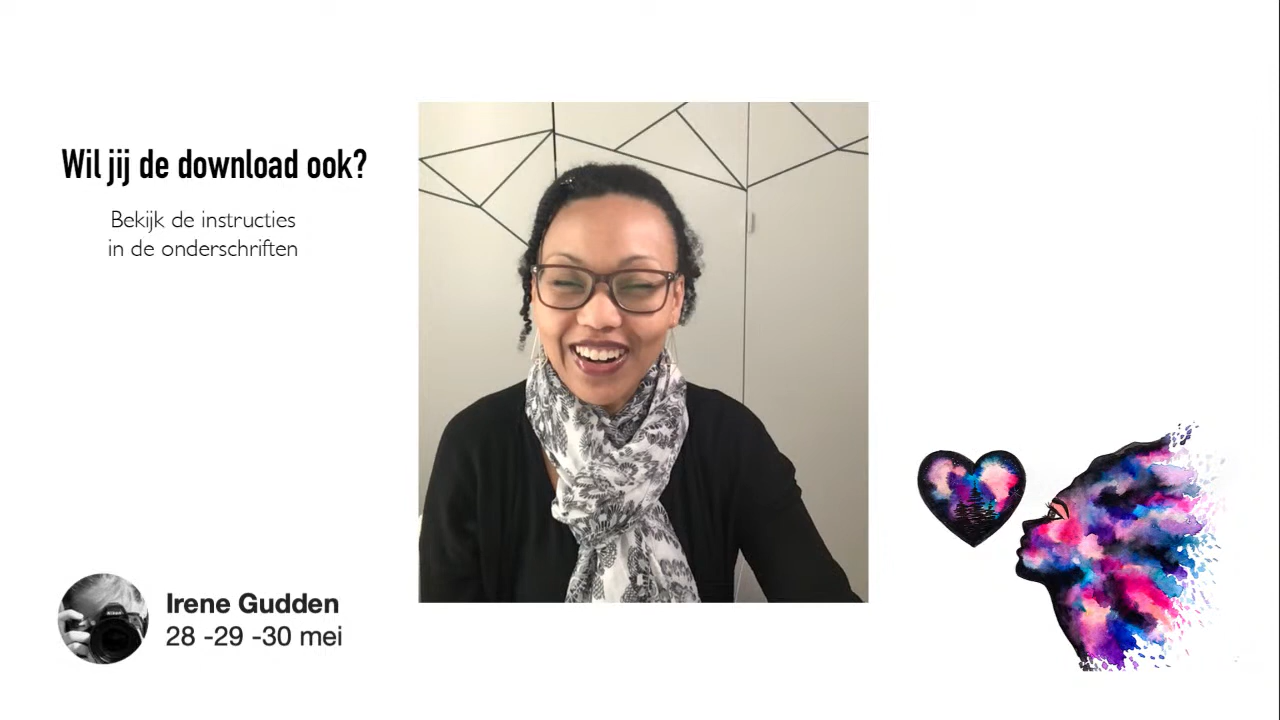 Wil jij de download ook?
Bekijk de instructies
in de onderschriften
Irene Gudden
28 -29 -30 mei